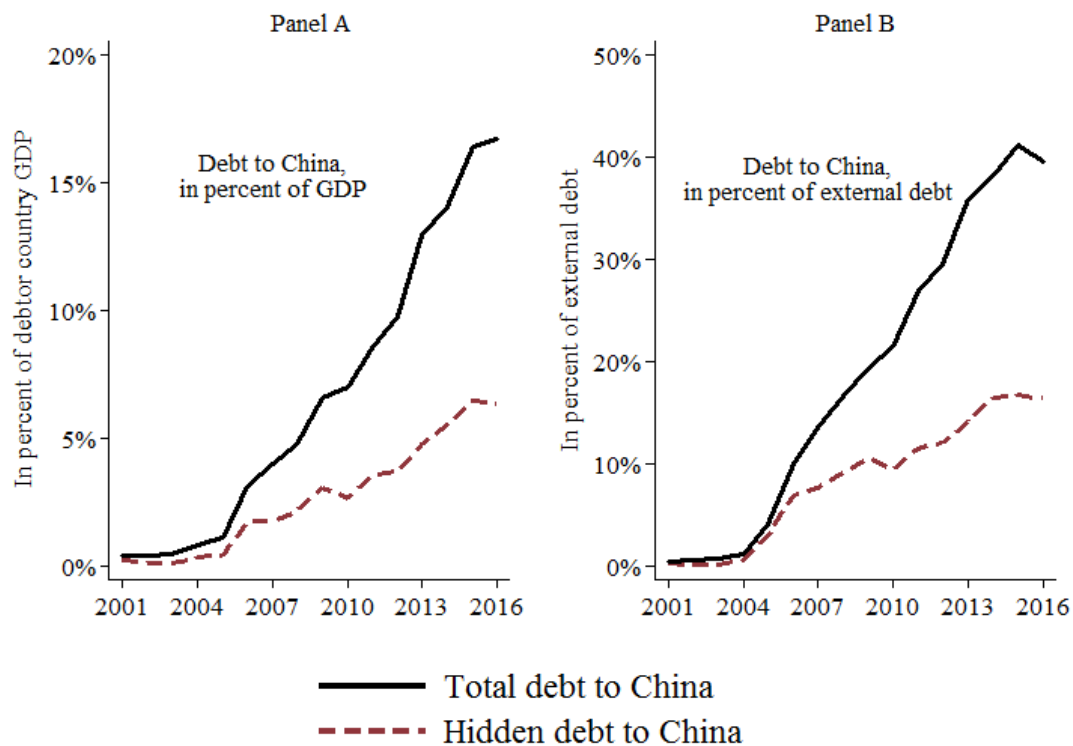 Panel A
20%
15%
10%
5%
0%
In percent of debtor country GDP
Debt to China,
in percent of GDP
2001 2004 2007 2010 2013 2016
Panel B
50%
40%
30%
20%
10%
0%
In percent of external debt
Debt to China,
in percent of external debt
2001 2004 2007 2010 2013 2016
Total debt to China
Hidden debt to China